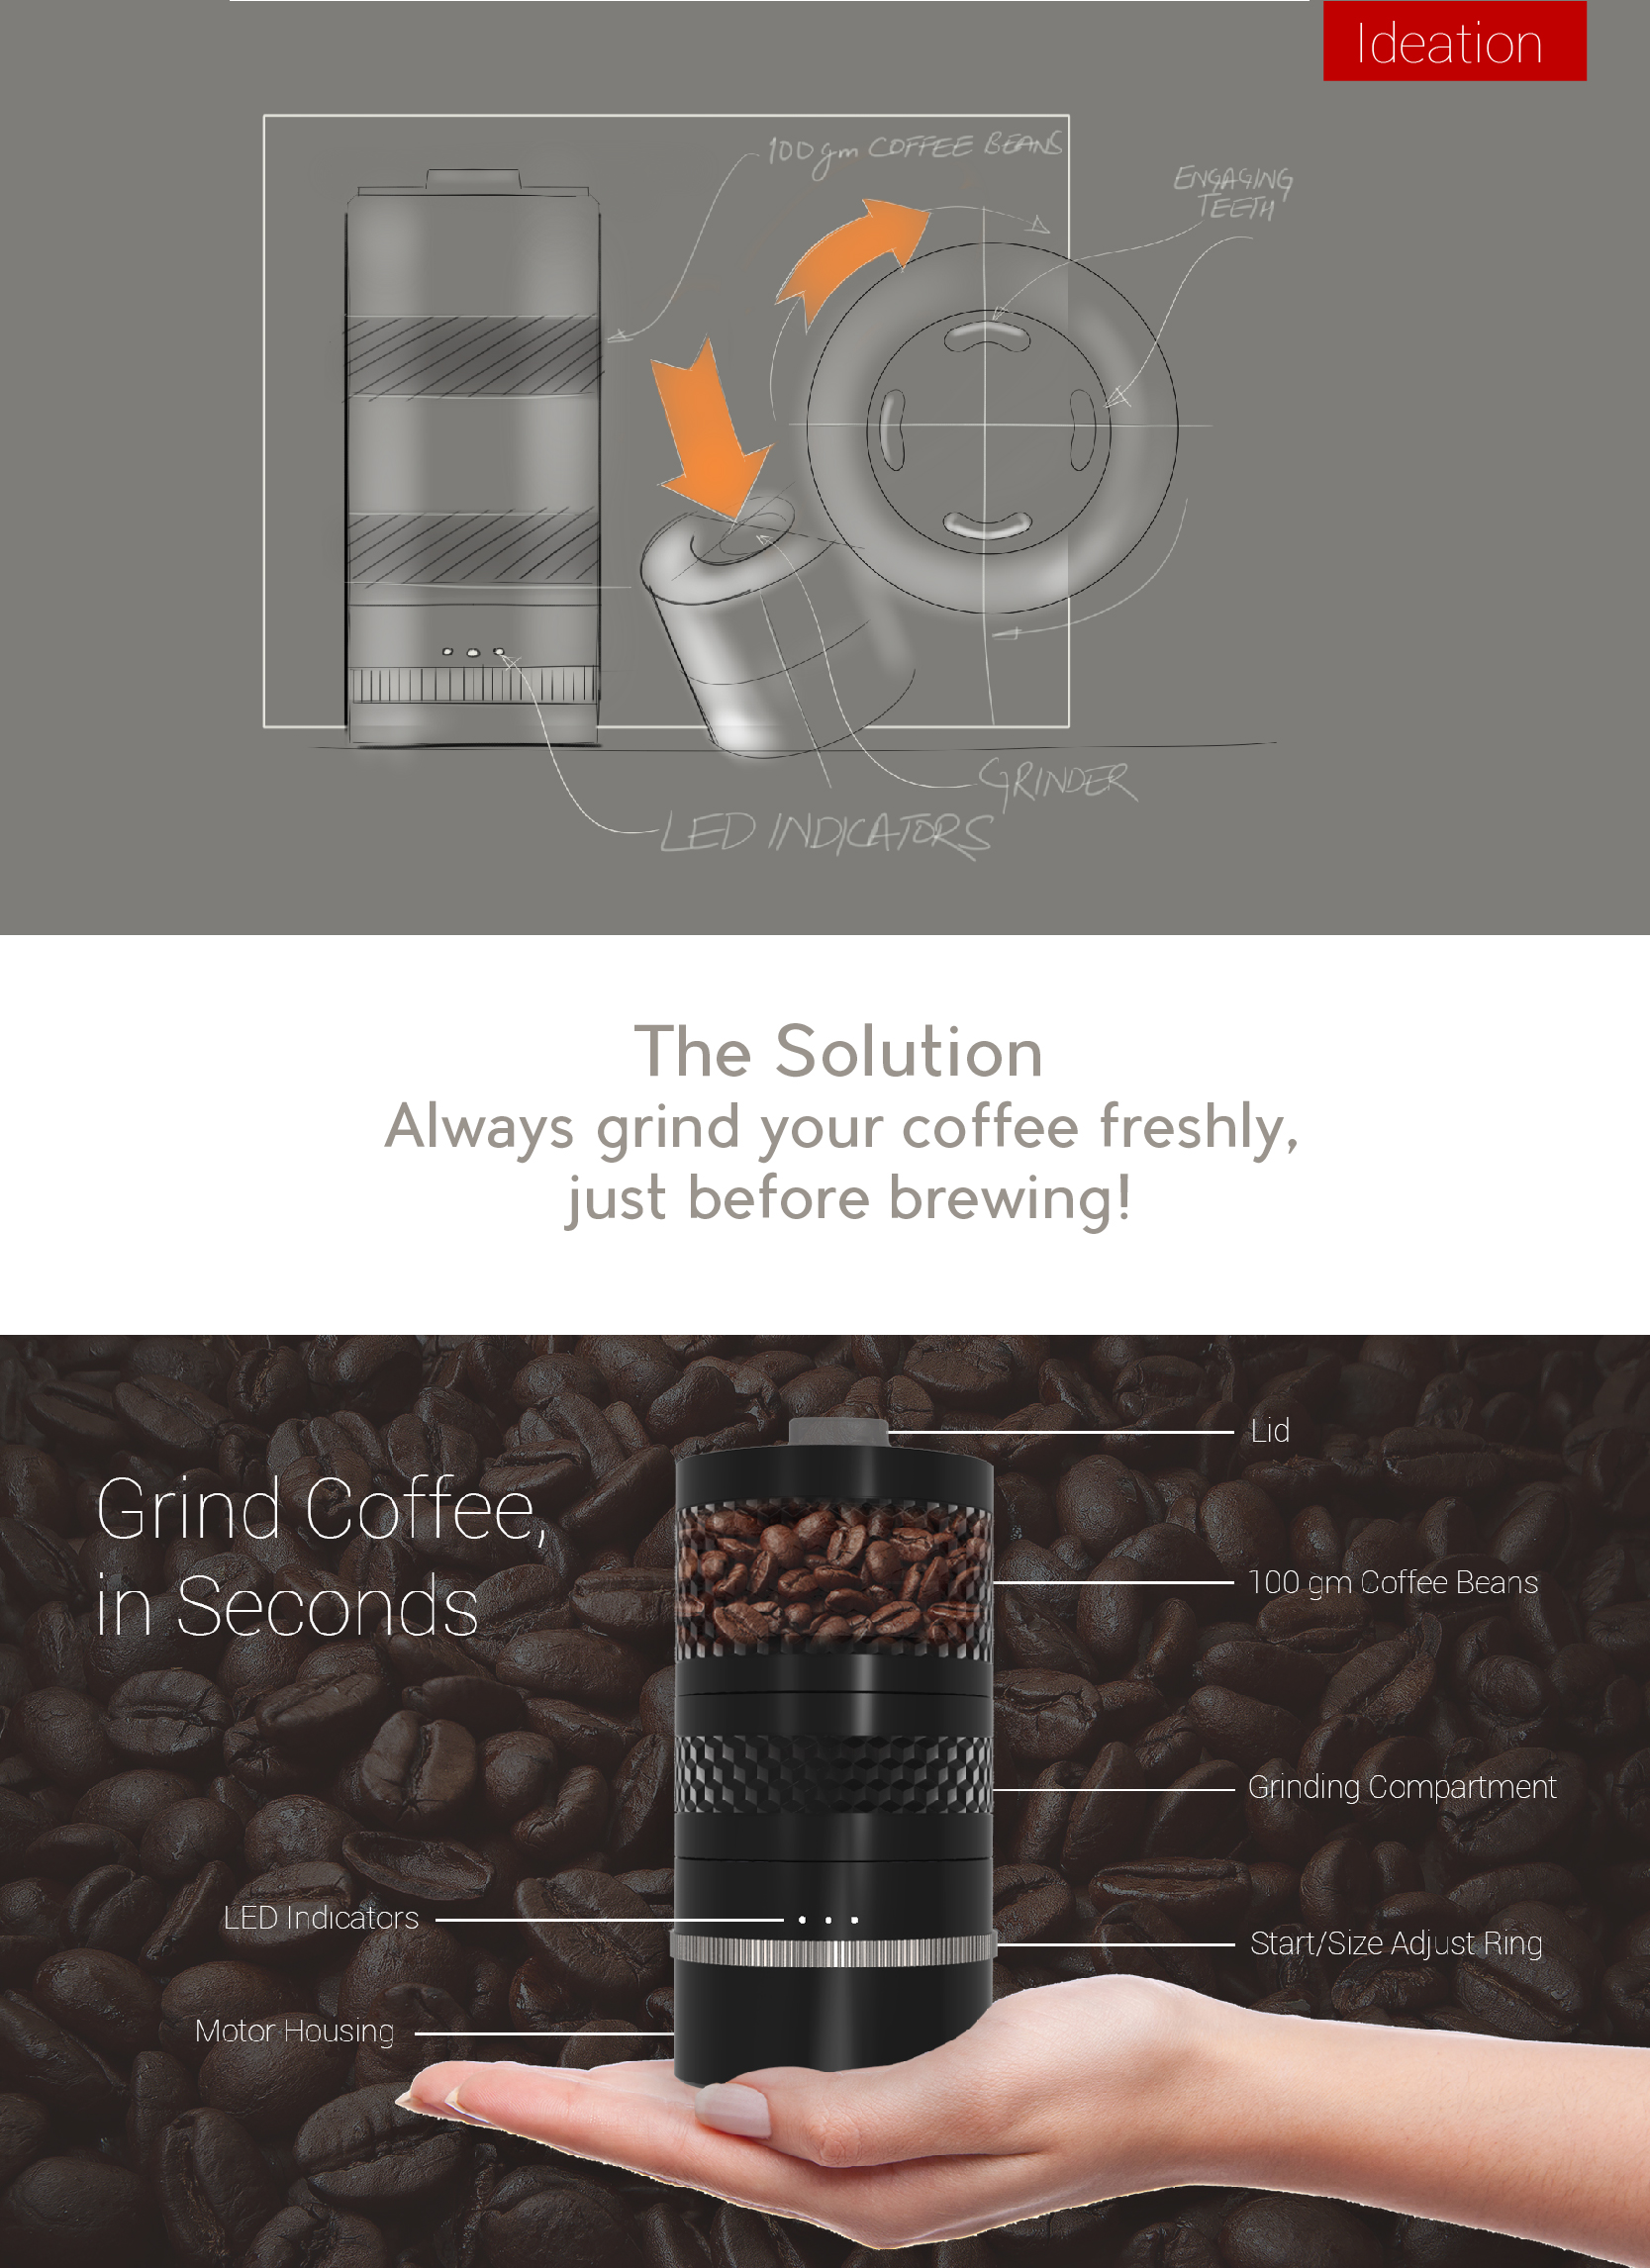 Ideation
100 gm COFFEE BEANS
ENGAGING
TEETH
GRINDER
LED INDICATORS
The Solution
Always grind your coffee freshly,
just before brewing!
Grind Coffee,
in Seconds
Lid
100 gm Coffee Beans
Grinding Compartment
LED Indicators
Start/Size Adjust Ring
Motor Housing